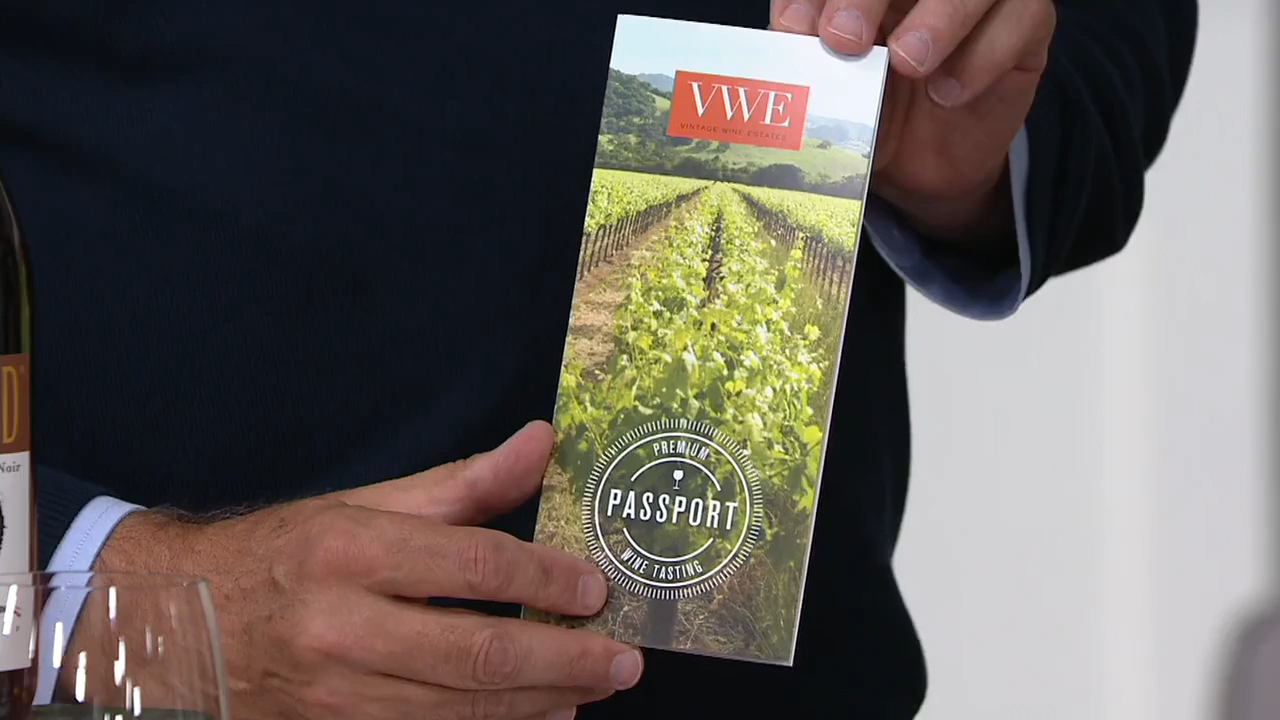 VWE
VINTAGE WINE ESTATES
PREMIUM
PASSPORT
WINE TASTING
D
Noir